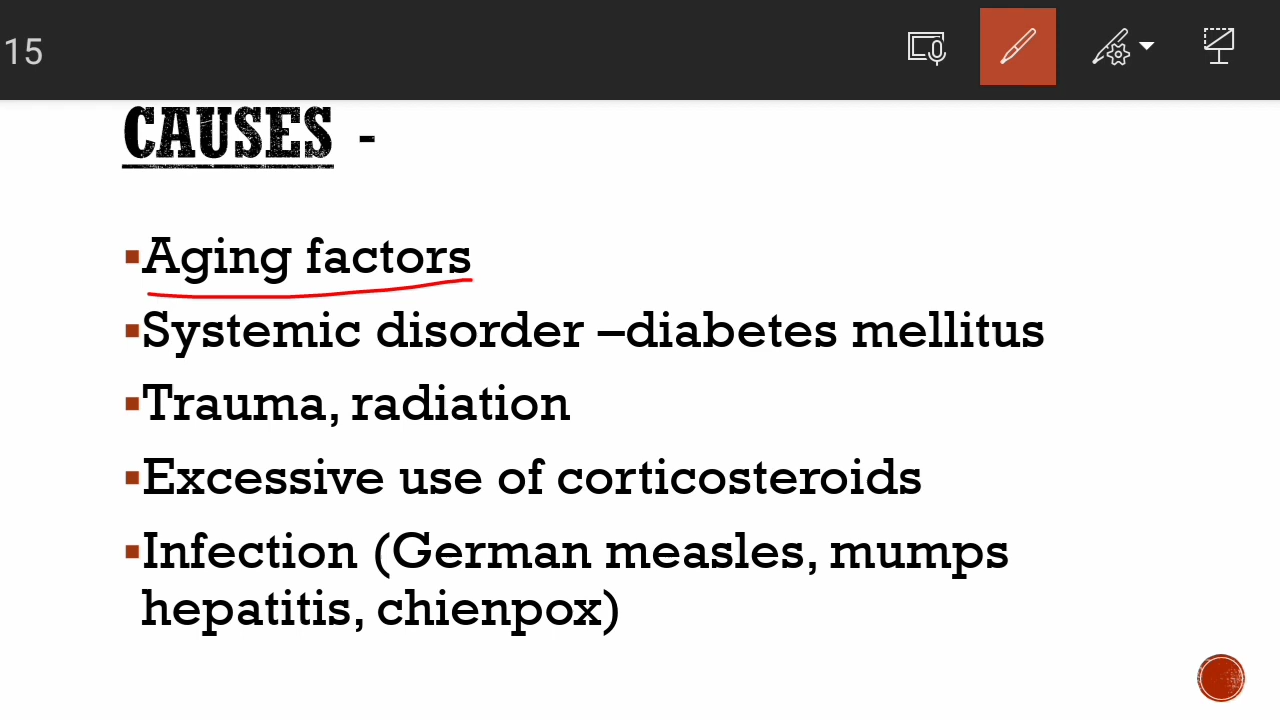 15
CAUSES -
▪Aging factors
▪Systemic disorder –diabetes mellitus
▪Trauma, radiation
▪Excessive use of corticosteroids
▪Infection (German measles, mumps
hepatitis, chienpox)